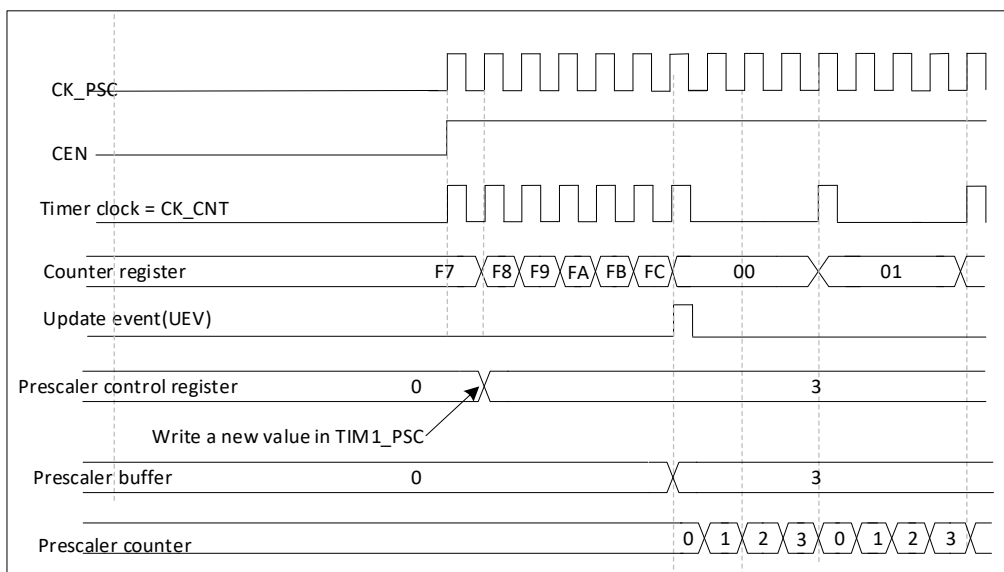 CK_PSC
CEN
Timer clock = CK_CNT
Counter register F7 F8 F9 FA FB FC 00 01
Update event(UEV)
Prescaler control register 0 3
Write a new value in TIM1_PSC
Prescaler buffer 0 3
Prescaler counter 0 1 2 3 0 1 2 3